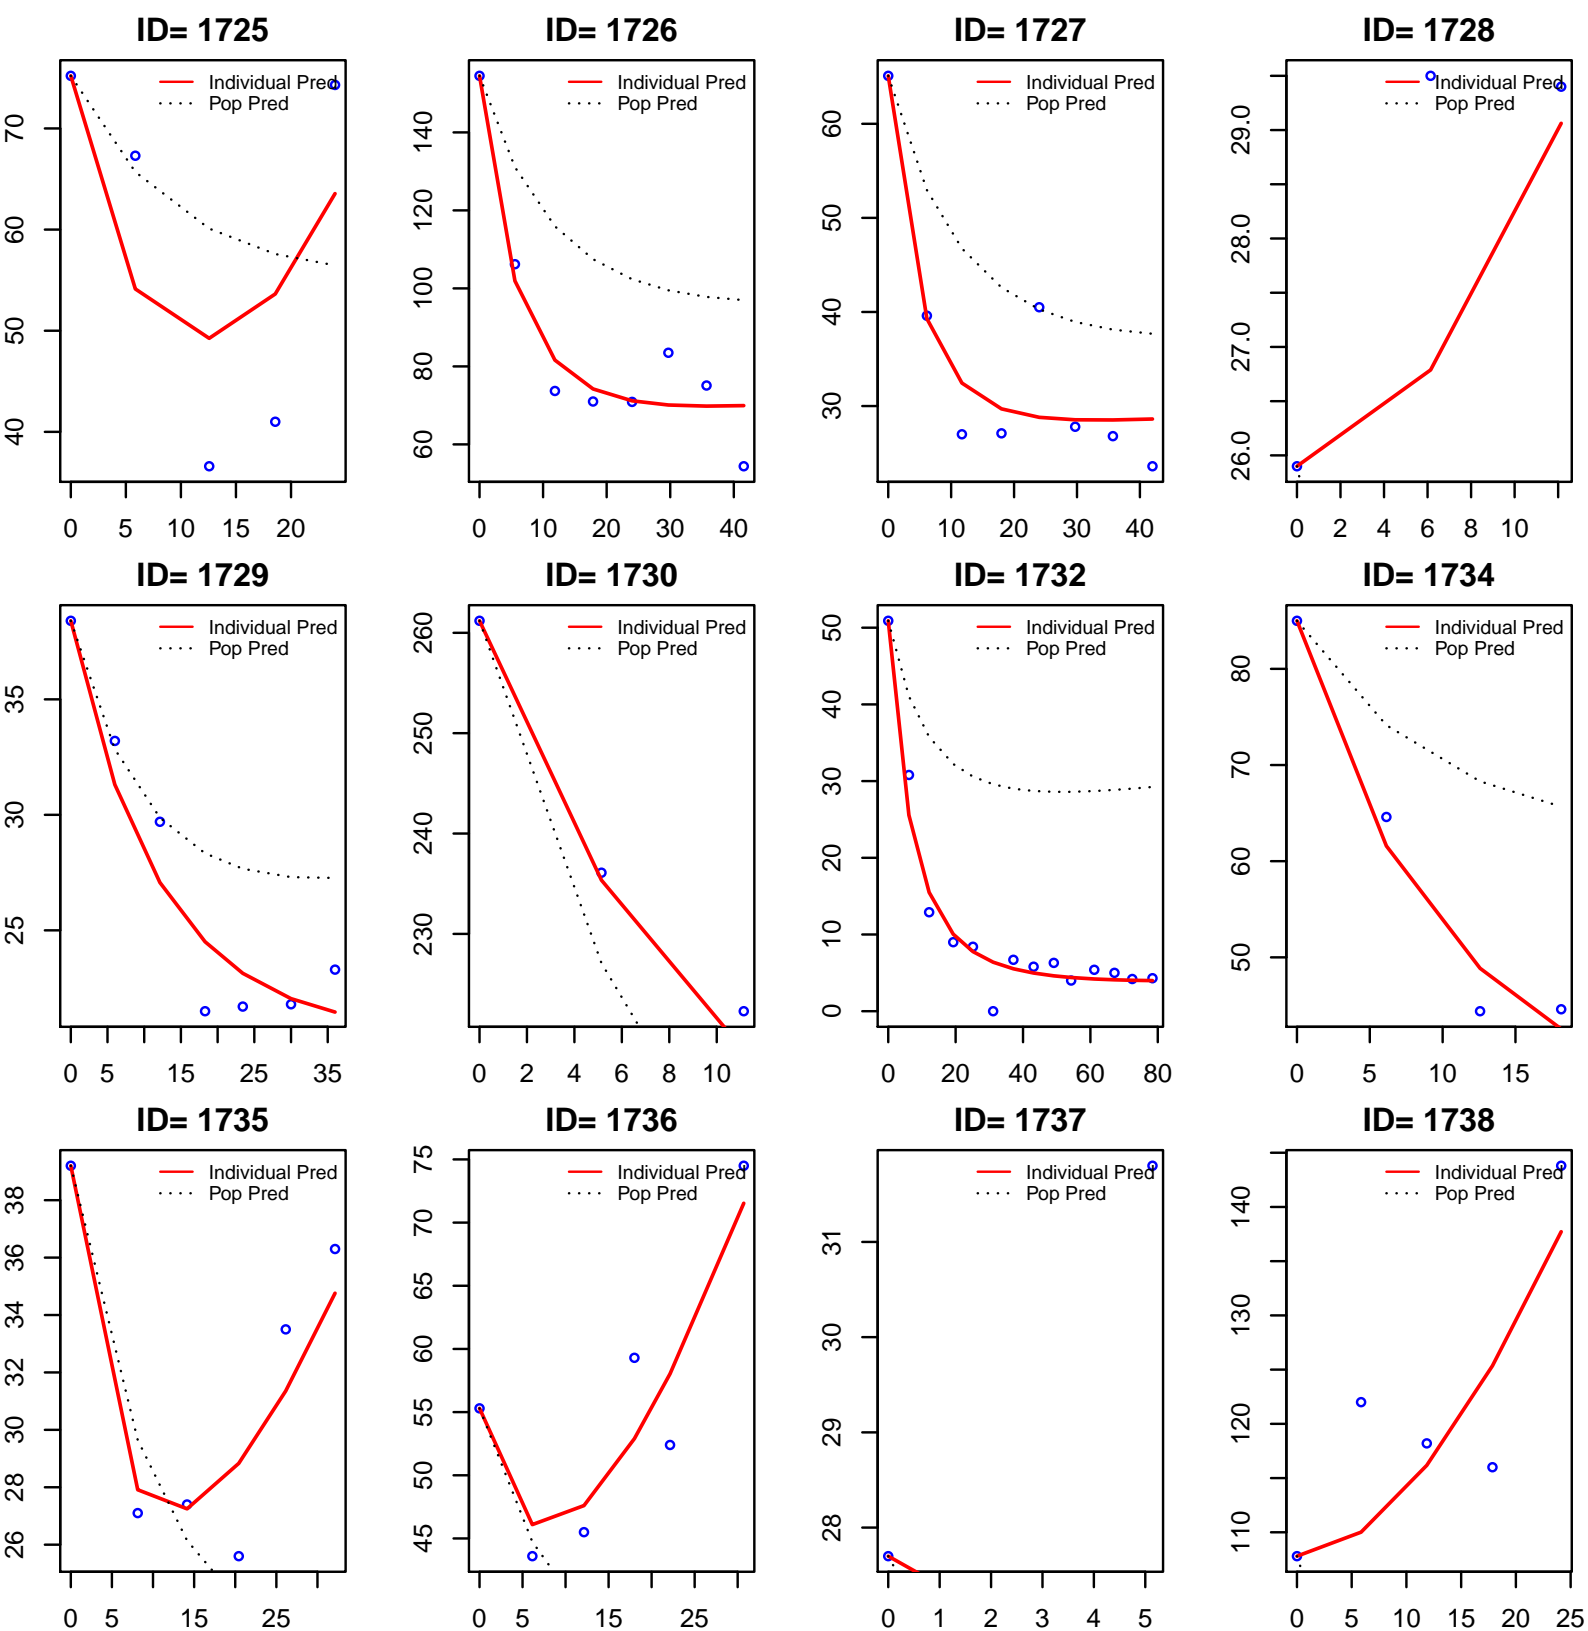 ID= 1725
Individual Pred
Pop Pred
70
60
50
40
0 5 10 15 20
ID= 1726
Individual Pred
Pop Pred
140
120
100
80
60
0 10 20 30 40
ID= 1727
Individual Pred
Pop Pred
60
50
40
30
0 10 20 30 40
ID= 1728
Individual Pred
Pop Pred
29.0
28.0
27.0
26.0
0 2 4 6 8 10
ID= 1729
Individual Pred
Pop Pred
35
30
25
0 5 15 25 35
ID= 1730
Individual Pred
Pop Pred
260
250
240
230
0 2 4 6 8 10
ID= 1732
Individual Pred
Pop Pred
50
40
30
20
10
0
0 20 40 60 80
ID= 1734
Individual Pred
Pop Pred
80
70
60
50
0 5 10 15
ID= 1735
Individual Pred
Pop Pred
38
36
34
32
30
28
26
0 5 15 25
ID= 1736
Individual Pred
Pop Pred
75
70
65
60
55
50
45
0 5 15 25
ID= 1737
Individual Pred
Pop Pred
31
30
29
28
0 1 2 3 4 5
ID= 1738
Individual Pred
Pop Pred
140
130
120
110
0 5 10 15 20 25